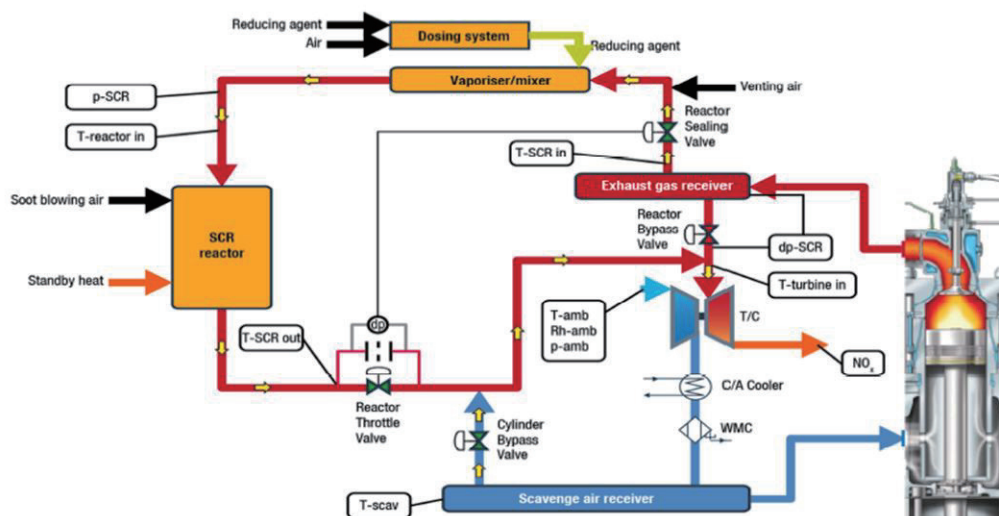 Reducing agent
Air
Dosing system
Reducing agent
Vaporiser/mixer
Venting air
p-SCR
T-reactor in
Reactor
Sealing
Valve
T-SCR in
Exhaust gas receiver
Soot blowing air
SCR
reactor
Reactor
Bypass
Valve
dp-SCR
Standby heat
T-turbine in
T-amb
Rh-amb
p-amb
T/C
dp
T-SCR out
NOx
C/A Cooler
Reactor
Throttle
Valve
Cylinder
Bypass
Valve
WMC
T-scav
Scavenge air receiver